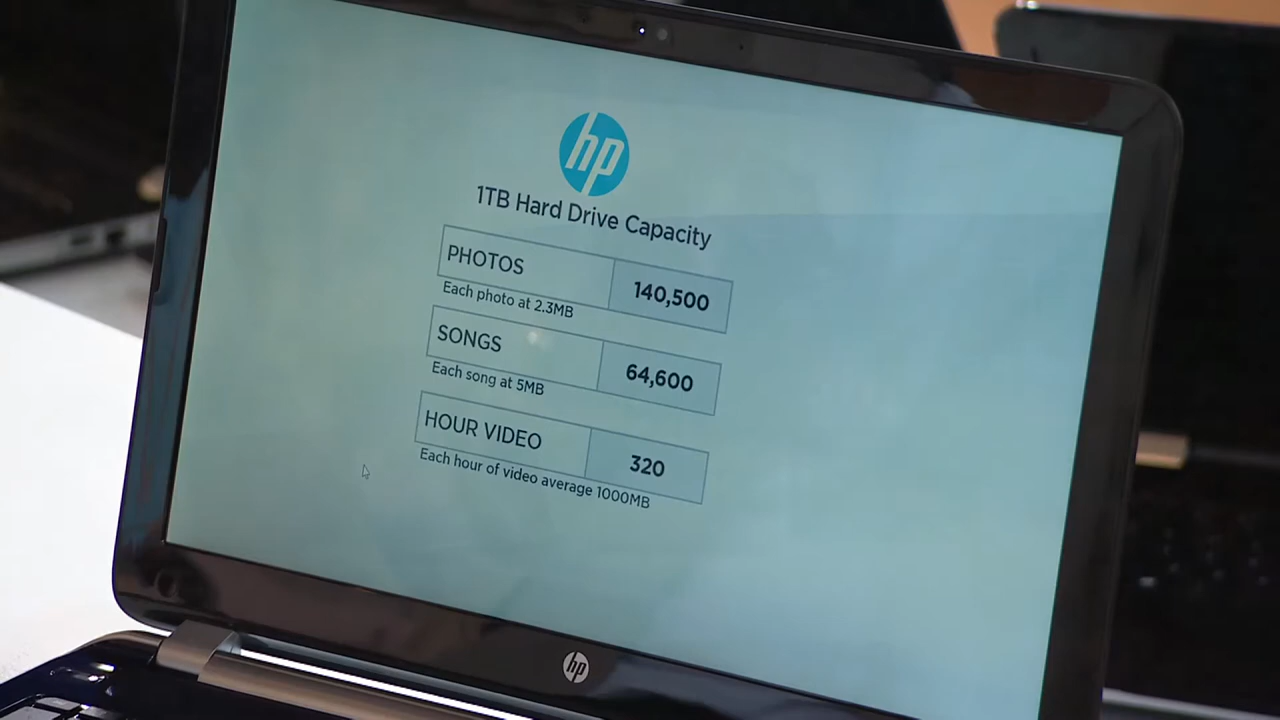 hp
1TB Hard Drive Capacity
PHOTOS 140,500
Each photo at 2.3MB
SONGS 64,600
Each song at 5MB
HOUR VIDEO 320
Each hour of video average 1000MB
hp